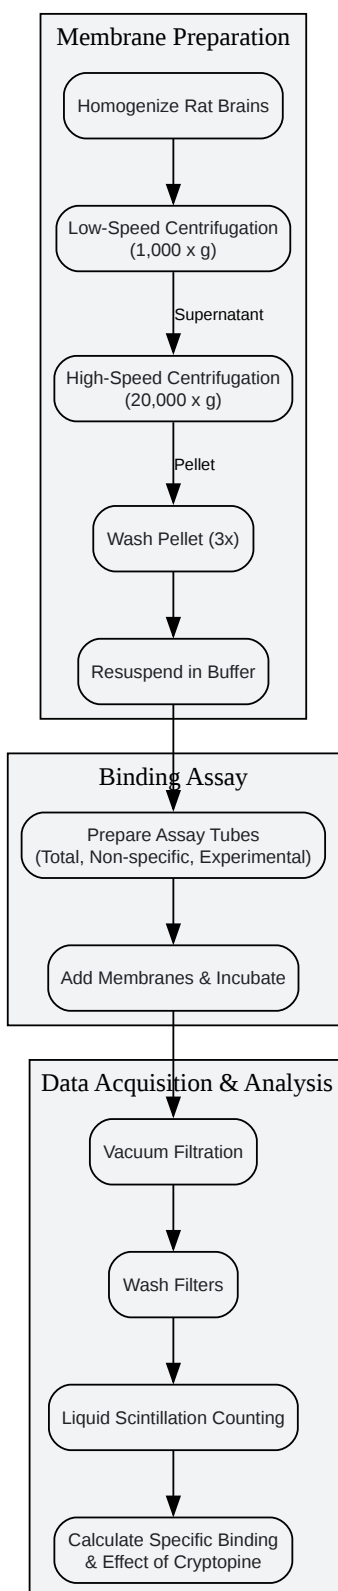 Membrane Preparation
Homogenize Rat Brains
Low-Speed Centrifugation
(1,000 x g)
Supernatant
High-Speed Centrifugation
(20,000 x g)
Pellet
Wash Pellet (3x)
Resuspend in Buffer
Binding Assay
Prepare Assay Tubes
(Total, Non-specific, Experimental)
Add Membranes & Incubate
Data Acquisition & Analysis
Vacuum Filtration
Wash Filters
Liquid Scintillation Counting
Calculate Specific Binding
& Effect of Cryptopine